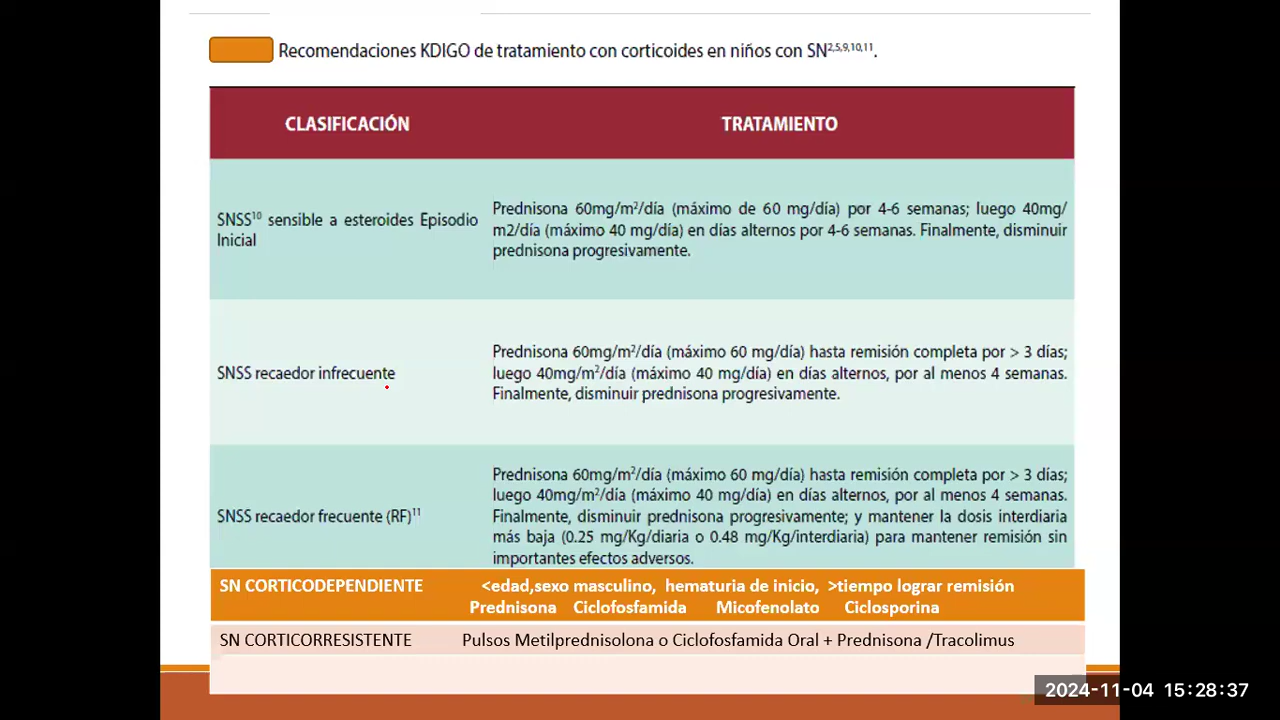 Recomendaciones KDIGO de tratamiento con corticoides en niños con SN2,5,9,10,11.
CLASIFICACIÓN
TRATAMIENTO
SNSS10 sensible a esteroides Episodio
Inicial
Prednisona 60mg/m2/día (máximo de 60 mg/día) por 4-6 semanas; luego 40mg/
m2/día (máximo 40 mg/día) en días alternos por 4-6 semanas. Finalmente, disminuir
prednisona progresivamente.
SNSS recaedor infrecuente
Prednisona 60mg/m2/día (máximo 60 mg/día) hasta remisión completa por > 3 días;
luego 40mg/m2/día (máximo 40 mg/día) en días alternos, por al menos 4 semanas.
Finalmente, disminuir prednisona progresivamente.
SNSS recaedor frecuente (RF)11
Prednisona 60mg/m2/día (máximo 60 mg/día) hasta remisión completa por > 3 días;
luego 40mg/m2/día (máximo 40 mg/día) en días alternos, por al menos 4 semanas.
Finalmente, disminuir prednisona progresivamente; y mantener la dosis interdiaria
más baja (0.25 mg/Kg/diaria o 0.48 mg/Kg/interdiaria) para mantener remisión sin
importantes efectos adversos.
SN CORTICODEPENDIENTE
<edad,sexo masculino, hematuria de inicio, >tiempo lograr remisión
Prednisona Ciclofosfamida Micofenolato Ciclosporina
SN CORTICORRESISTENTE
Pulsos Metilprednisolona o Ciclofosfamida Oral + Prednisona /Tracolimus
2024-11-04 15:28:37